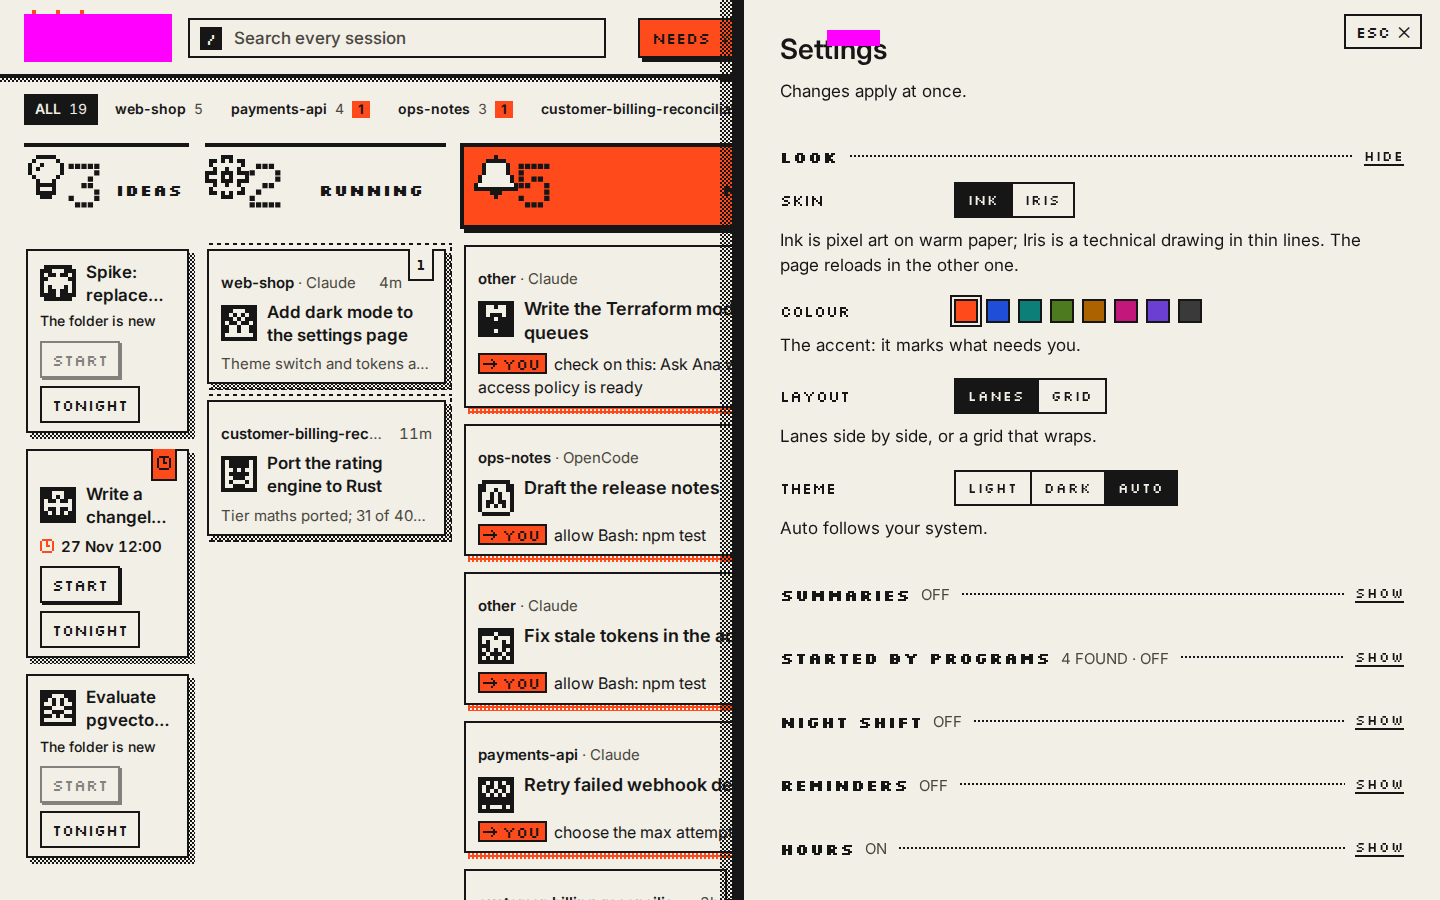 Search every session
NEEDS
ALL 19
web-shop 5
payments-api 4 1
ops-notes 3 1
3 IDEAS
2 RUNNING
5
Spike:
replace...
The folder is new
START
TONIGHT
Write a
changel...
27 Nov 12:00
START
TONIGHT
Evaluate
pgvecto...
The folder is new
START
TONIGHT
1
web-shop · Claude 4m
Add dark mode to
the settings page
Theme switch and tokens a...
customer-billing-rec... 11m
Port the rating
engine to Rust
Tier maths ported; 31 of 40...
other · Claude
Write the Terraform
queues
→ YOU check on this: Ask Ana
access policy is ready
ops-notes · OpenCode
Draft the release notes
→ YOU allow Bash: npm test
other · Claude
Fix stale tokens in the
→ YOU allow Bash: npm test
payments-api · Claude
Retry failed webhook
→ YOU choose the max
Settings
ESC ×
Changes apply at once.
LOOK HIDE
SKIN INK IRIS
Ink is pixel art on warm paper; Iris is a technical drawing in thin lines. The
page reloads in the other one.
COLOUR
The accent: it marks what needs you.
LAYOUT LANES GRID
Lanes side by side, or a grid that wraps.
THEME LIGHT DARK AUTO
Auto follows your system.
SUMMARIES OFF SHOW
STARTED BY PROGRAMS 4 FOUND · OFF SHOW
NIGHT SHIFT OFF SHOW
REMINDERS OFF SHOW
HOURS ON SHOW